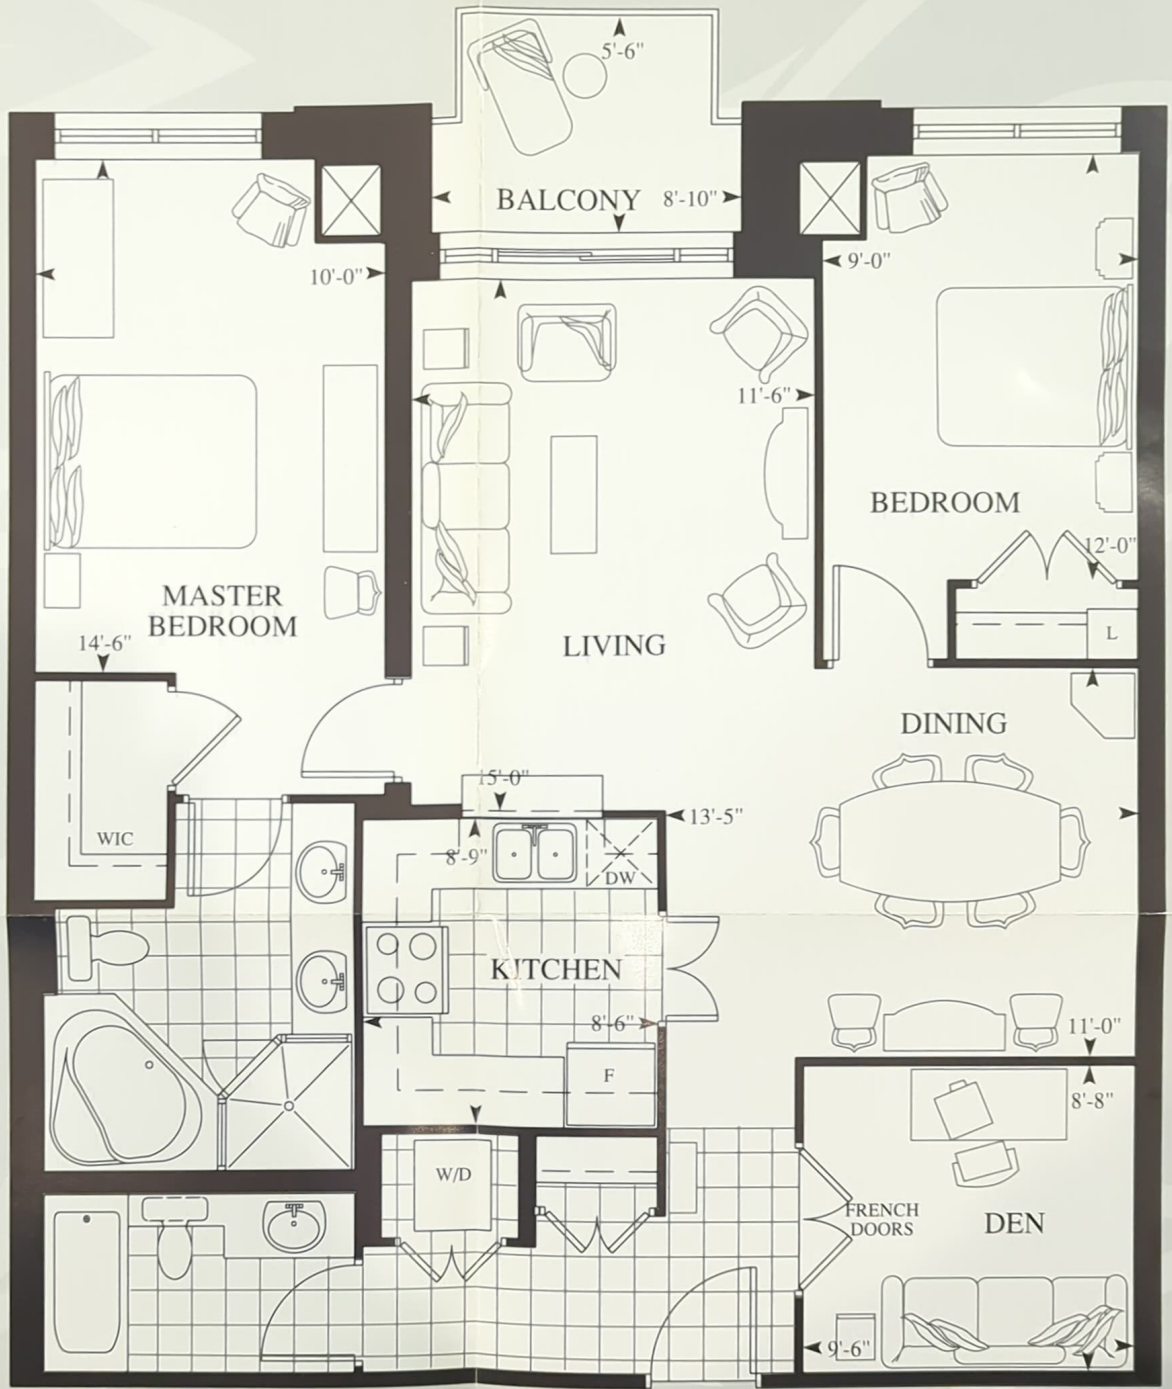 5'-6"
BALCONY 8'-10"
10'-0"
9'-0"
11'-6"
BEDROOM
12'-0"
MASTER
BEDROOM
14'-6"
LIVING
L
DINING
15'-0"
13'-5"
WIC
8'-9"
DW
KITCHEN
8'-6"
11'-0"
F
8'-8"
W/D
FRENCH
DOORS
DEN
9'-6"